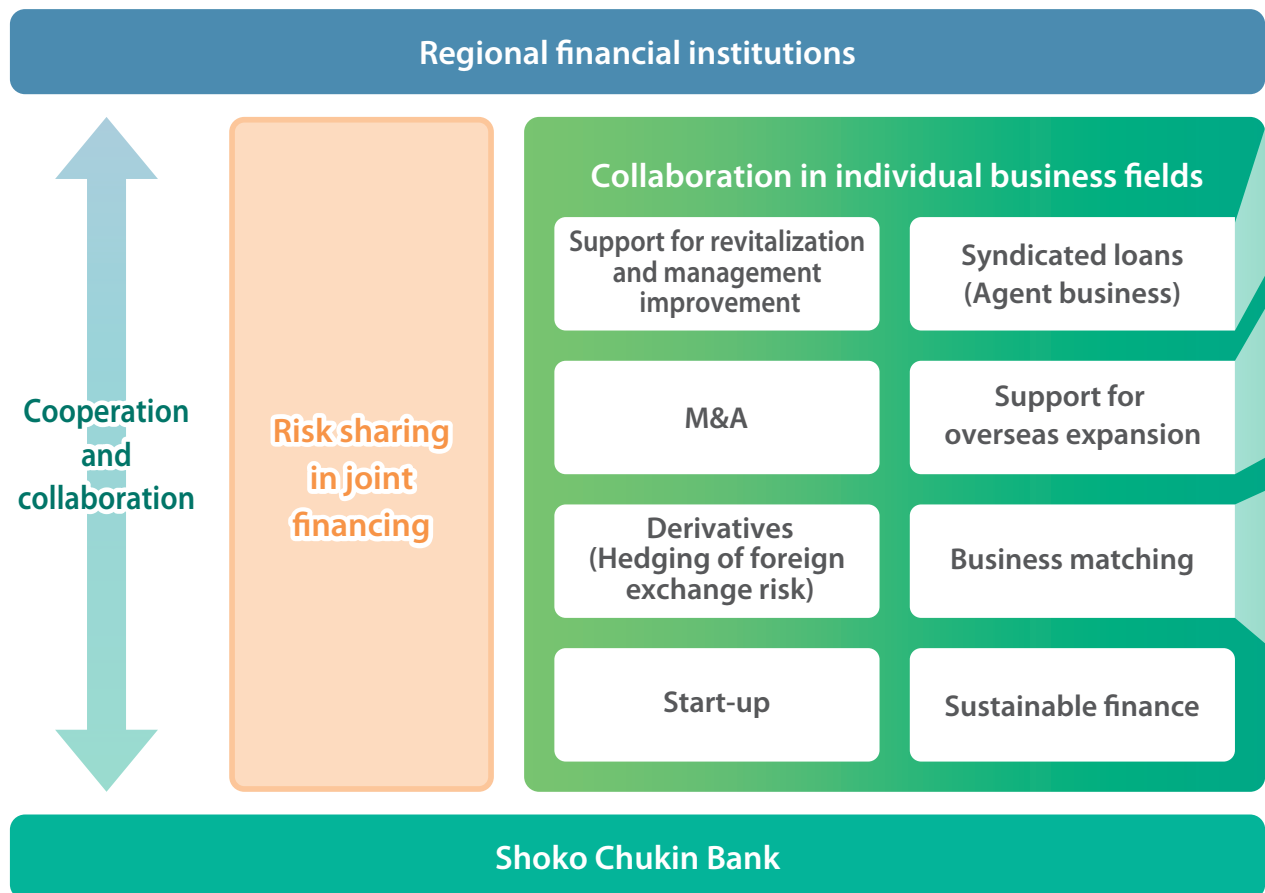 Regional financial institutions
Cooperation
and
collaboration
Risk sharing
in joint
financing
Collaboration in individual business fields
Support for revitalization
and management
improvement
Syndicated loans
(Agent business)
M&A
Support for
overseas expansion
Derivatives
(Hedging of foreign
exchange risk)
Business matching
Start-up
Sustainable finance
Shoko Chukin Bank